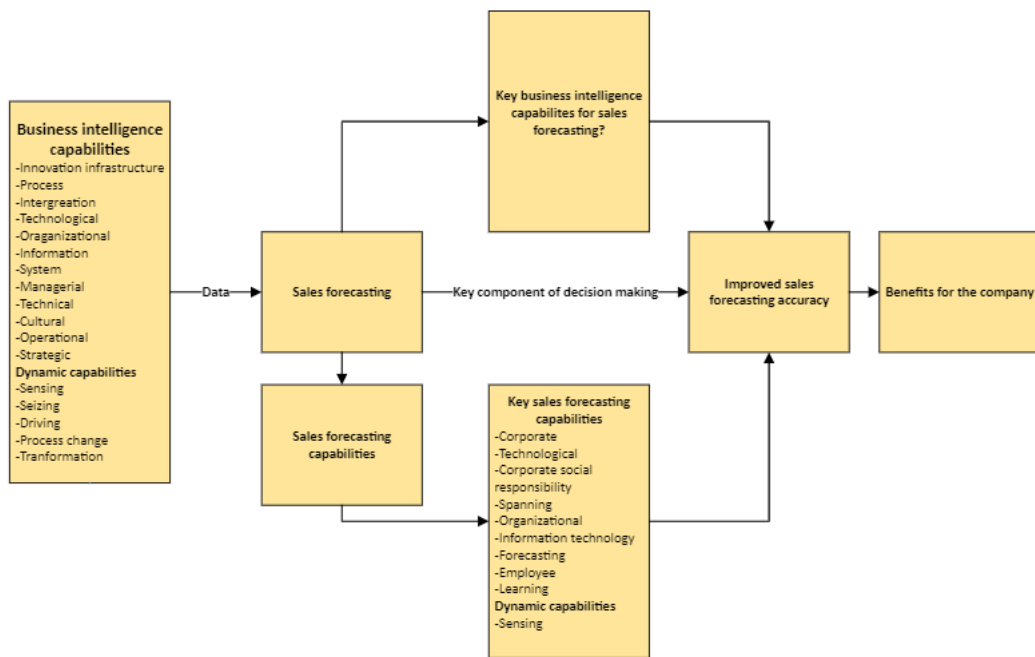 Business intelligence
capabilities
-Innovation infrastructure
-Process
-Intergreation
-Technological
-Oraganizational
-Information
-System
-Managerial
-Technical
-Cultural
-Operational
-Strategic
Dynamic capabilities
-Sensing
-Seizing
-Driving
-Process change
-Tranformation
Data
Sales forecasting
Key business intelligence
capabilites for sales
forecasting?
Key component of decision making
Sales forecasting
capabilities
Key sales forecasting
capabilities
-Corporate
-Technological
-Corporate social
responsibility
-Spanning
-Organizational
-Information technology
-Forecasting
-Employee
-Learning
Dynamic capabilities
-Sensing
Improved sales
forecasting accuracy
Benefits for the company